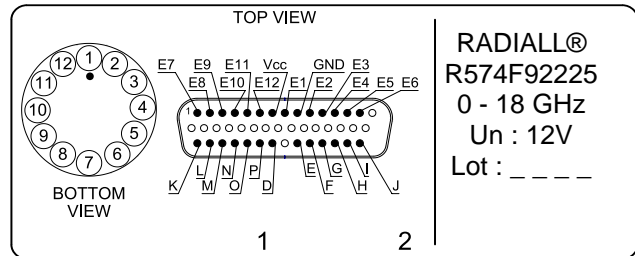 TOP VIEW
E7 E9 E11 Vcc GND E3
E8 E10 E12 E1 E2 E4 E5 E6
12 1 2
11 3
10 4
9 5
8 7 6
1
K L M N O P D E F G H I J
BOTTOM
VIEW
1 2
RADIALL®
R574F92225
0 - 18 GHz
Un : 12V
Lot : _ _ _ _